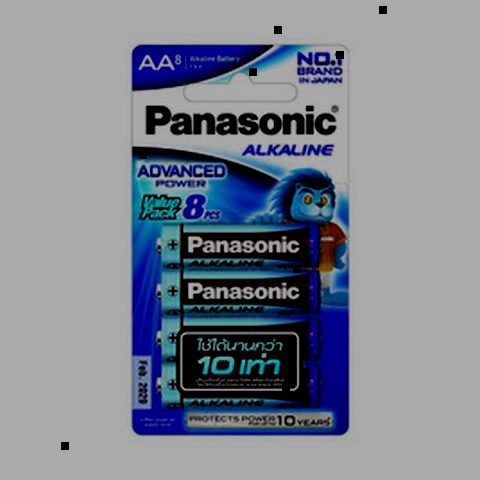 AA8 Alkaline Battery
NO.1
BRAND
IN JAPAN
Panasonic®
ALKALINE
ADVANCED
POWER
Value
Pack 8 PCS
Panasonic
ALKALINE
Panasonic
ALKALINE
ใช้ได้นานกว่า
10 เท่า
ALKALINE
Feb. 2029
PROTECTS POWER 10 YEARS